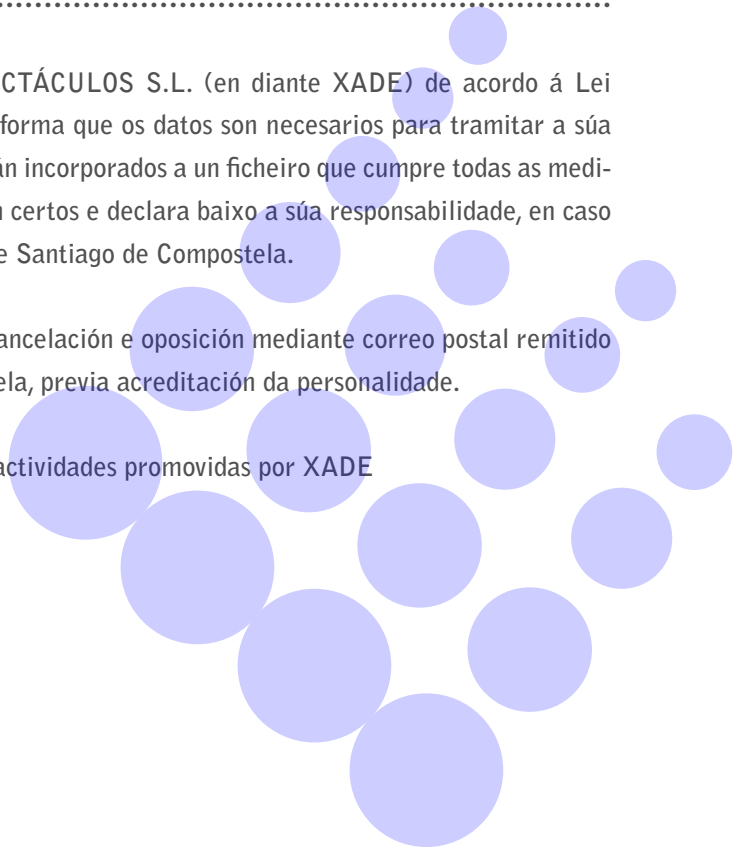 CTÁCULOS S.L. (en diante XADE) de acordo á Lei
forma que os datos son necesarios para tramitar a súa
án incorporados a un ficheiro que cumpre todas as medi-
certos e declara baixo a súa responsabilidade, en caso
e Santiago de Compostela.
ancelación e oposición mediante correo postal remitido
ela, previa acreditación da personalidade.
actividades promovidas por XADE